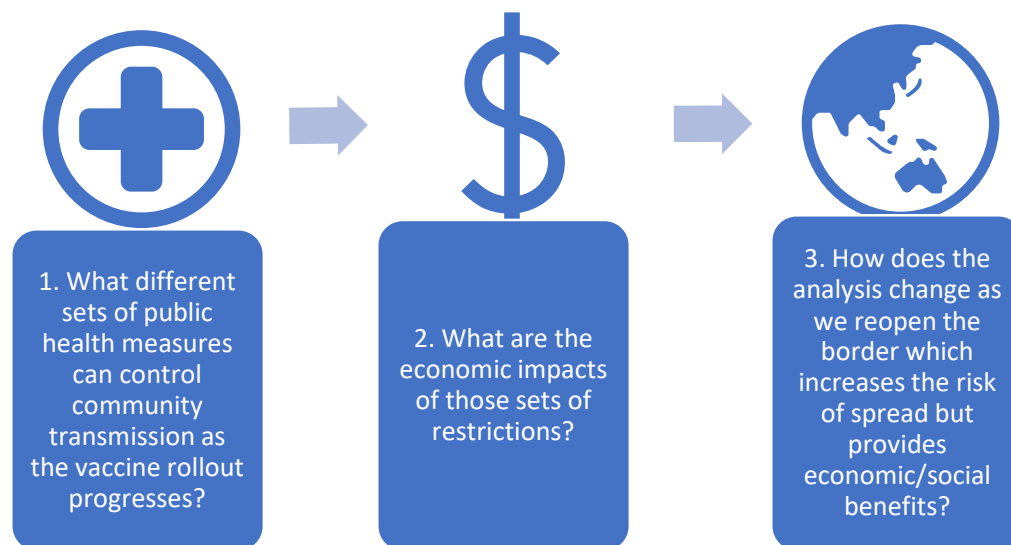 1. What different
sets of public
health measures
can control
community
transmission as
the vaccine rollout
progresses?
2. What are the
economic impacts
of those sets of
restrictions?
3. How does the
analysis change as
we reopen the
border which
increases the risk
of spread but
provides
economic/social
benefits?